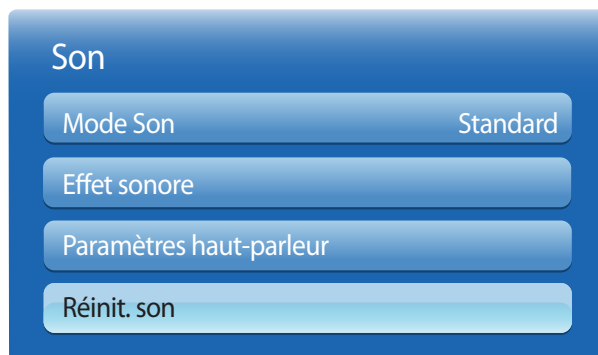 Son
Mode Son Standard
Effet sonore
Paramètres haut-parleur
Réinit. son